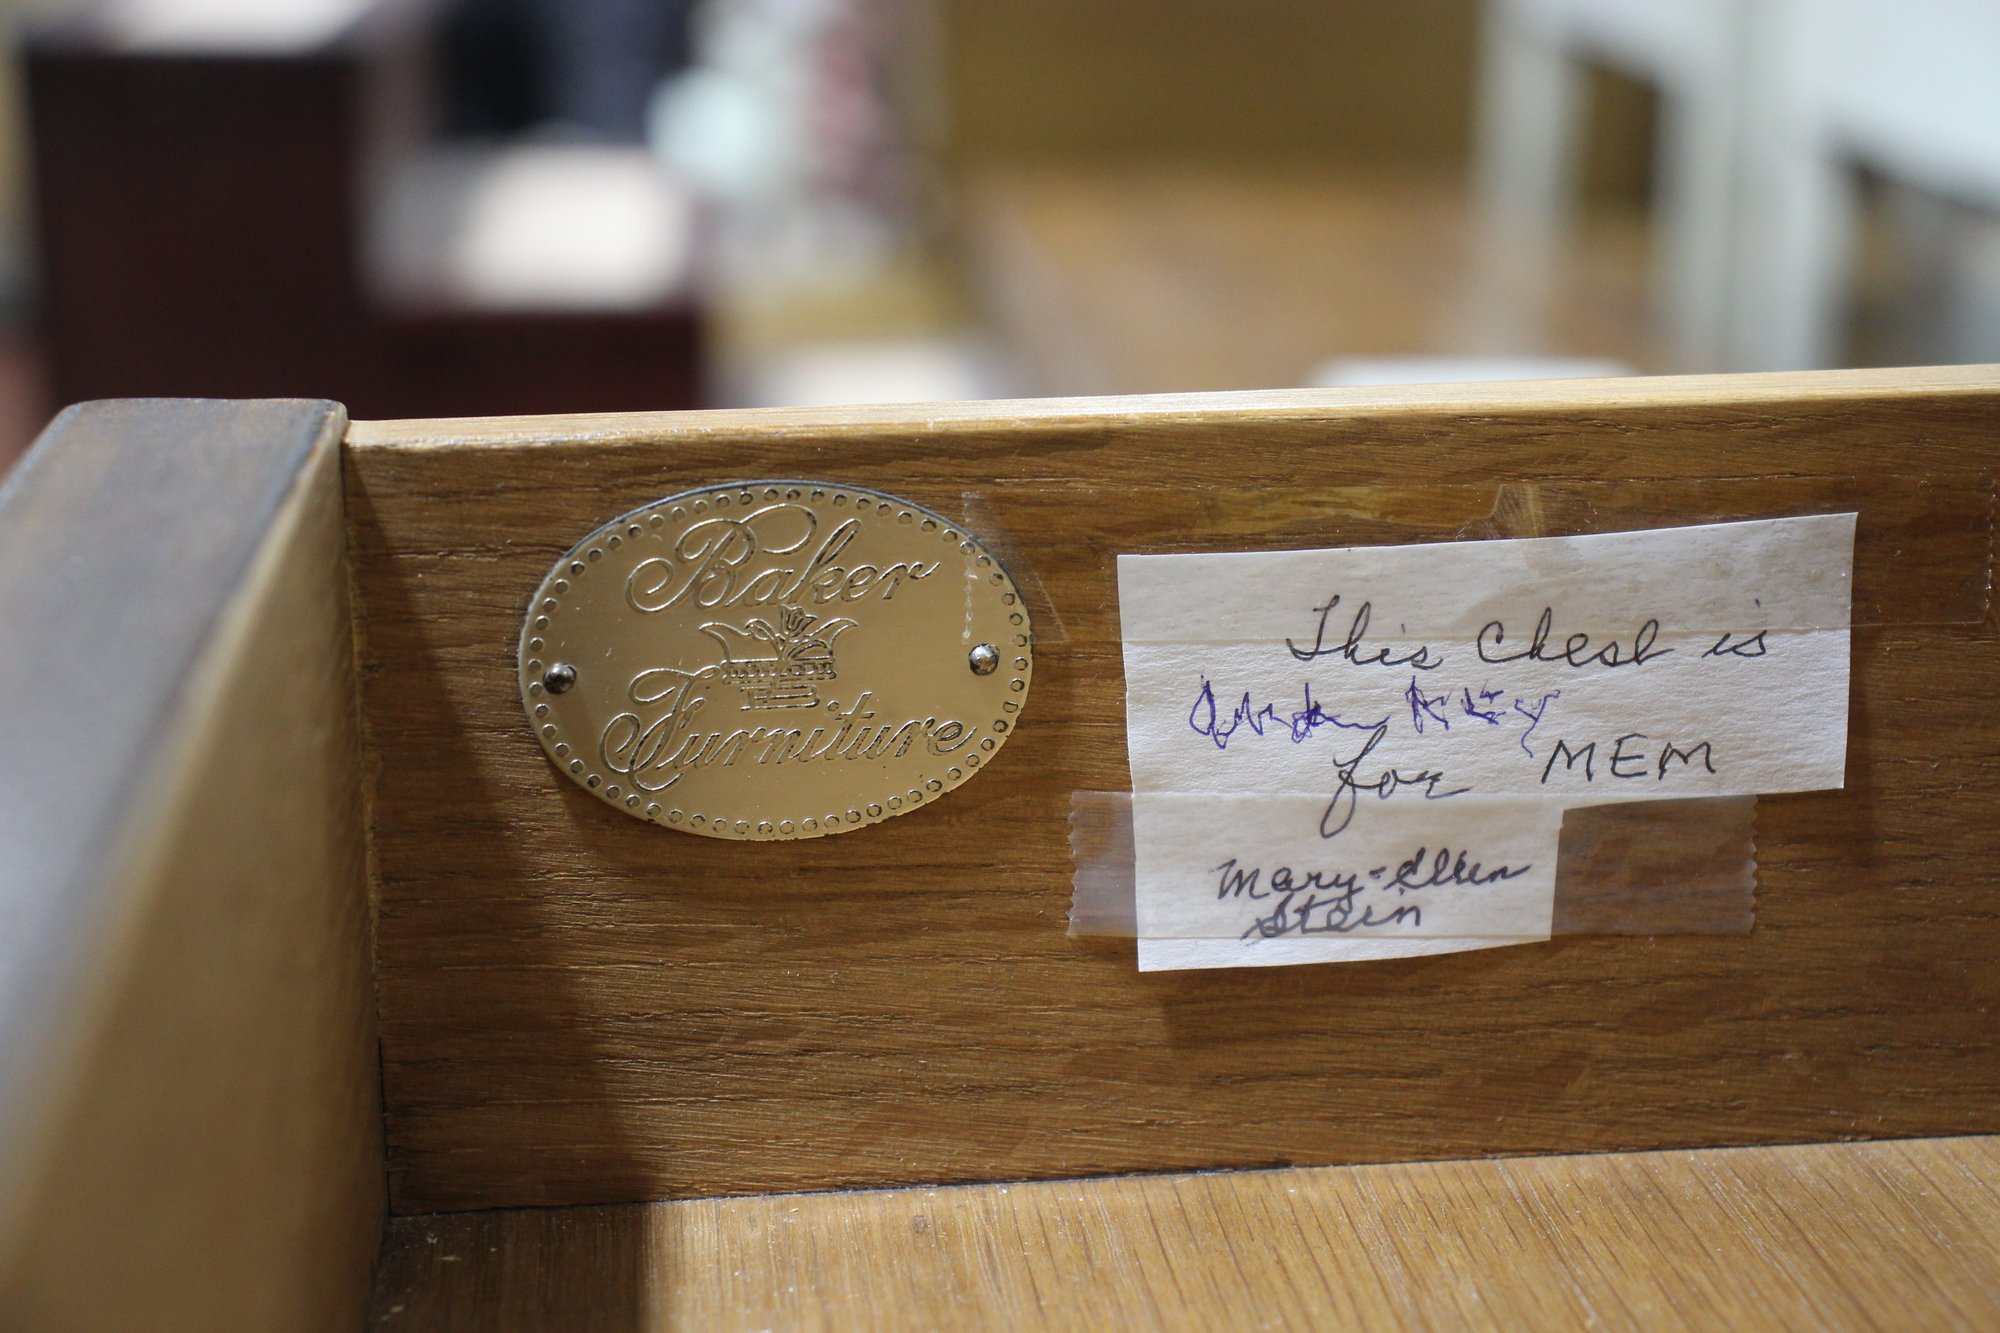 Baker
Furniture
This Chest is
for MEM
Mary-Ellen
Stein